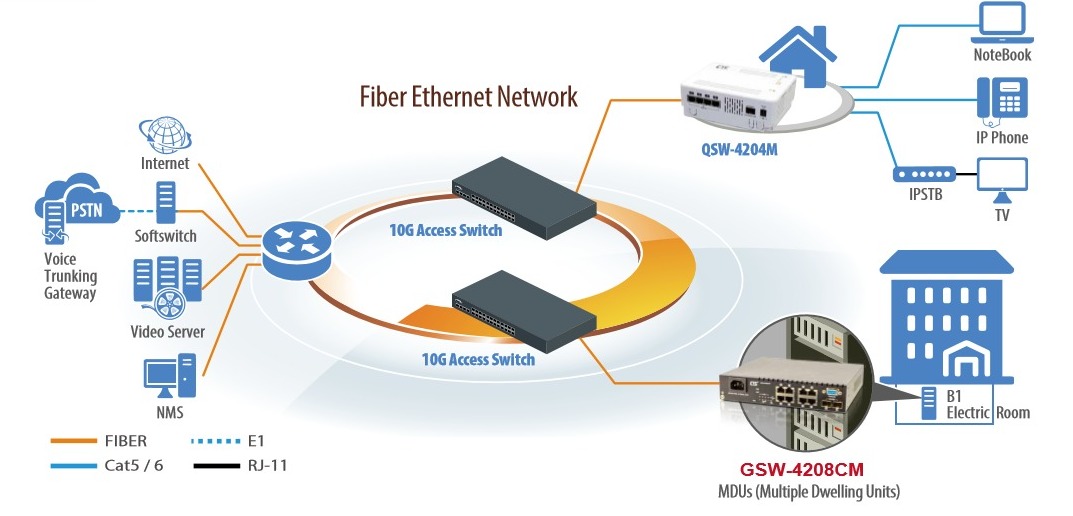 Fiber Ethernet Network
NoteBook
IP Phone
QSW-4204M
IPSTB
TV
Internet
PSTN
Softswitch
Voice
Trunking
Gateway
Video Server
NMS
10G Access Switch
10G Access Switch
B1
Electric Room
FIBER
E1
Cat5 / 6
RJ-11
GSW-4208CM
MDUs (Multiple Dwelling Units)